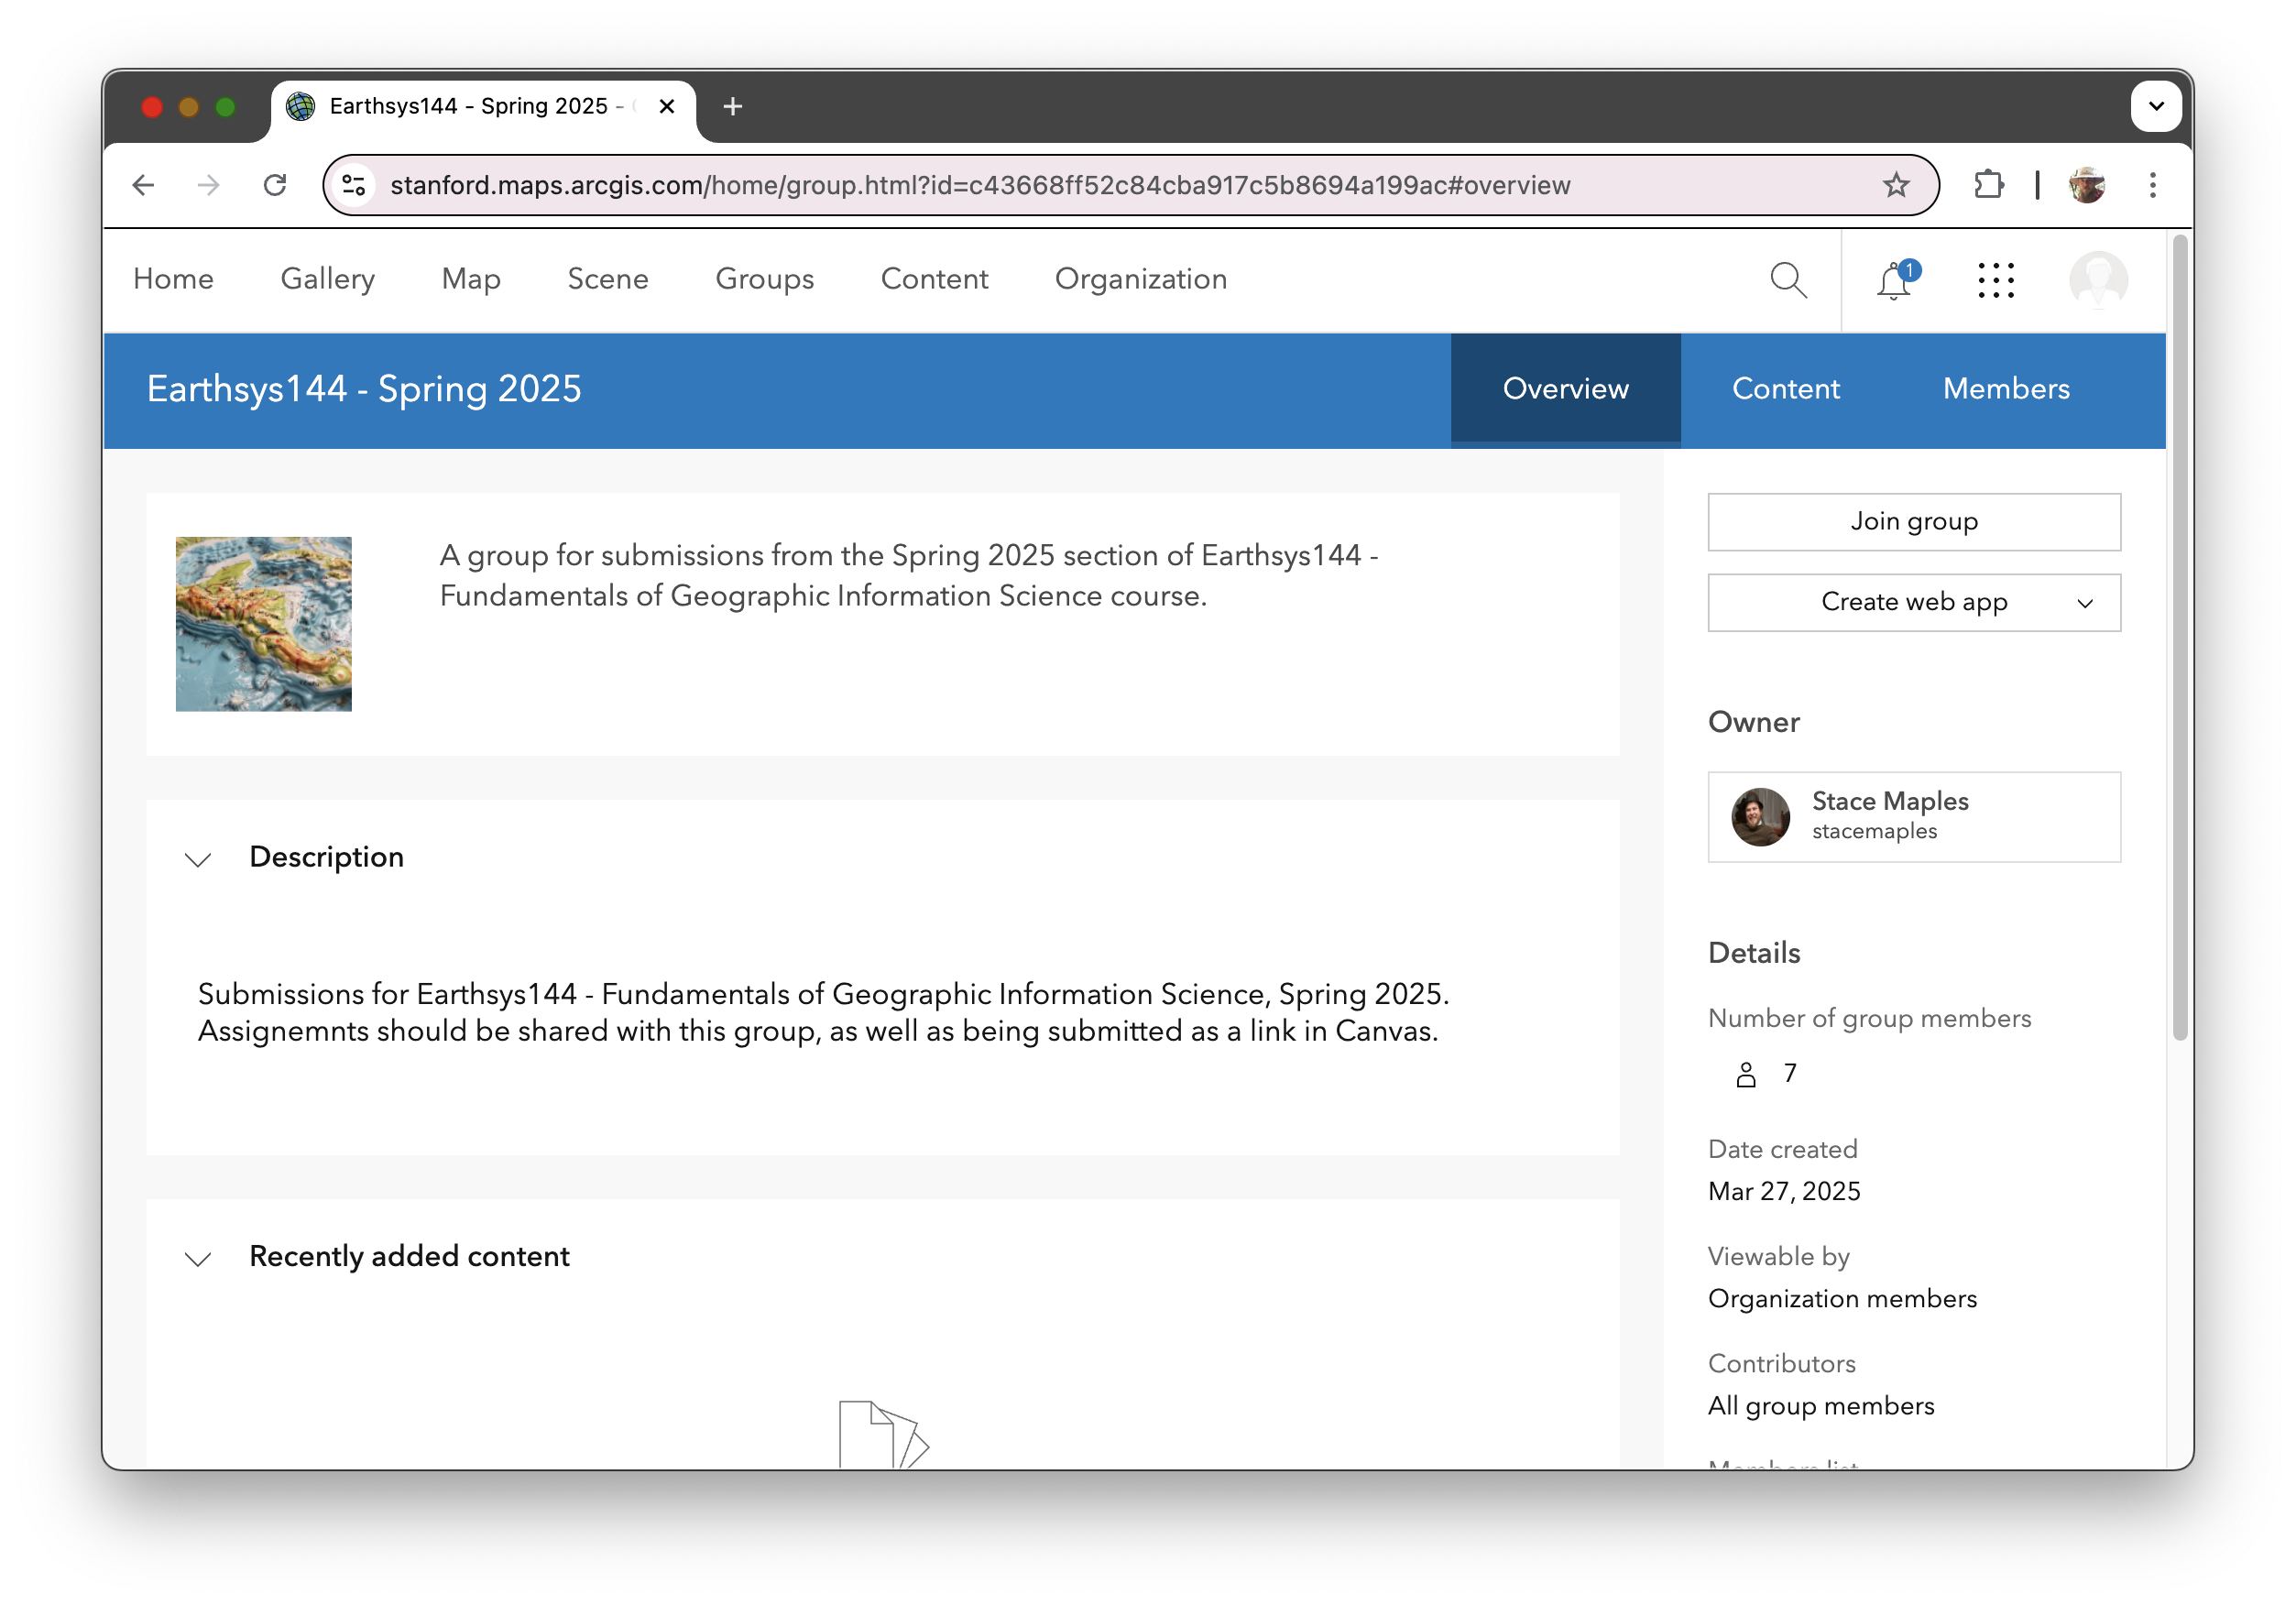 Earthsys144 - Spring 2025 -
stanford.maps.arcgis.com/home/group.html?id=c43668ff52c84cba917c5b8694a199ac#overview
Home Gallery Map Scene Groups Content Organization 1
Earthsys144 - Spring 2025 Overview Content Members
A group for submissions from the Spring 2025 section of Earthsys144 -
Fundamentals of Geographic Information Science course.
Description
Submissions for Earthsys144 - Fundamentals of Geographic Information Science, Spring 2025.
Assignemnts should be shared with this group, as well as being submitted as a link in Canvas.
Recently added content
Join group
Create web app
Owner
Stace Maples
stacemaples
Details
Number of group members
7
Date created
Mar 27, 2025
Viewable by
Organization members
Contributors
All group members
Members list